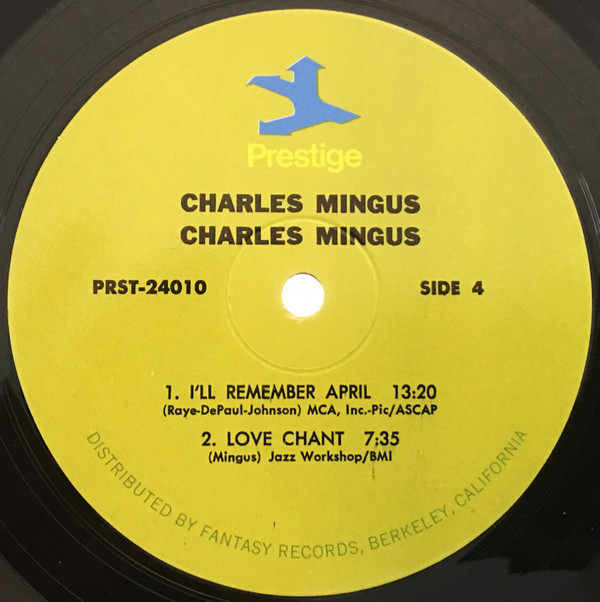 Prestige
CHARLES MINGUS
CHARLES MINGUS
PRST-24010
SIDE 4
1. I'LL REMEMBER APRIL 13:20
(Raye-DePaul-Johnson) MCA, Inc.-Pic/ASCAP
2. LOVE CHANT 7;35
(Mingus) Jazz Workshop/BMI
DISTRIBUTED BY FANTASY RECORDS, BERKELEY, CALIFORNIA